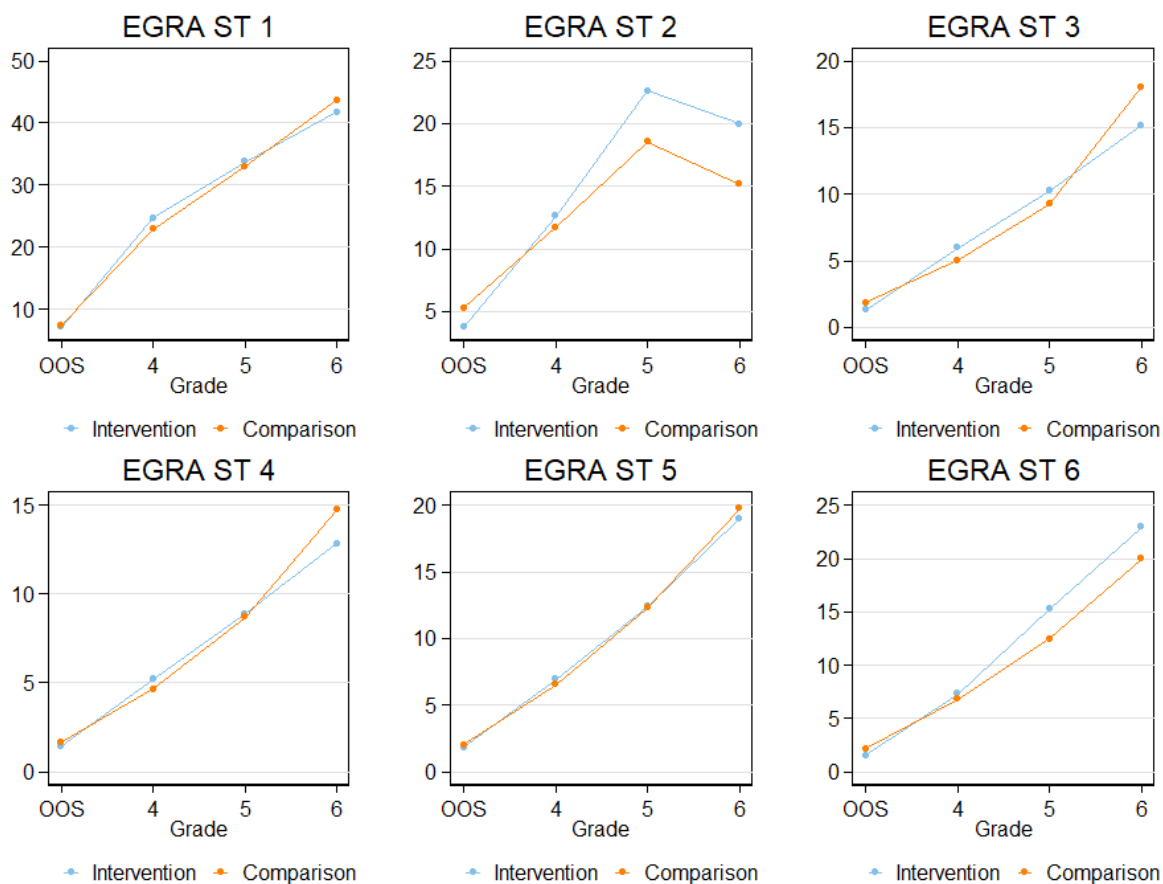 EGRA ST 1
50
40
30
20
10
OOS 4 5 6
Grade
Intervention Comparison
EGRA ST 2
25
20
15
10
5
OOS 4 5 6
Grade
Intervention Comparison
EGRA ST 3
20
15
10
5
0
OOS 4 5 6
Grade
Intervention Comparison
EGRA ST 4
15
10
5
0
OOS 4 5 6
Grade
Intervention Comparison
EGRA ST 5
20
15
10
5
0
OOS 4 5 6
Grade
Intervention Comparison
EGRA ST 6
25
20
15
10
5
0
OOS 4 5 6
Grade
Intervention Comparison